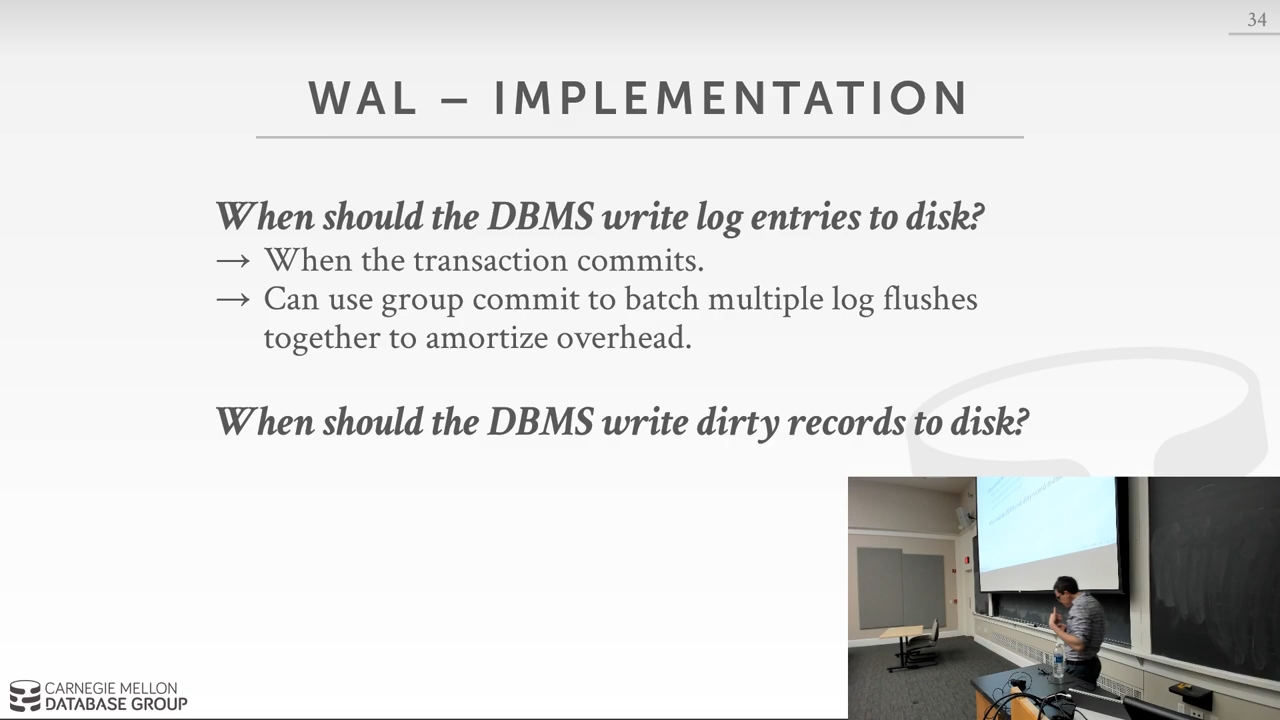 34
WAL – IMPLEMENTATION
When should the DBMS write log entries to disk?
→ When the transaction commits.
→ Can use group commit to batch multiple log flushes
together to amortize overhead.
When should the DBMS write dirty records to disk?
CARNEGIE MELLON
DATABASE GROUP